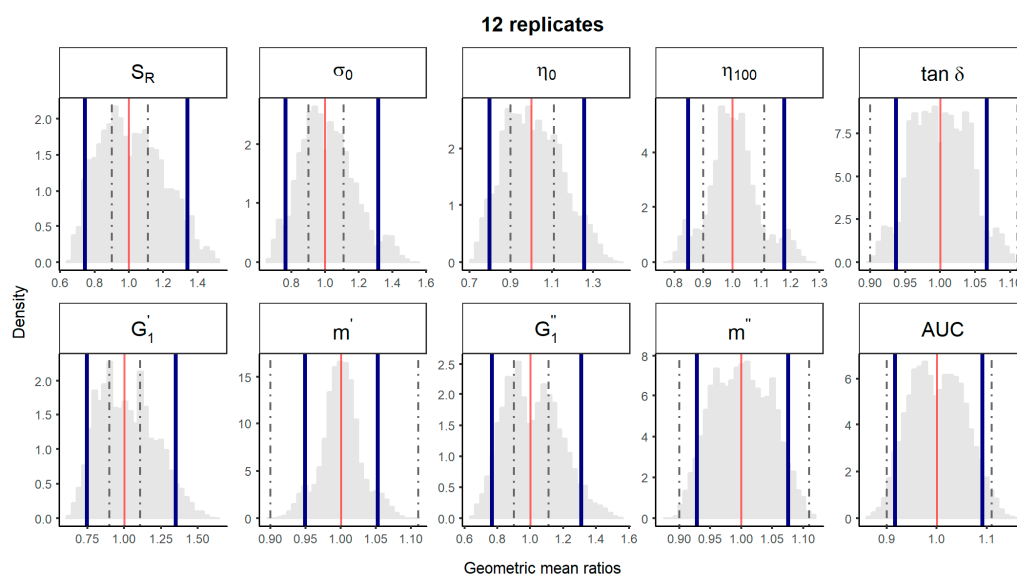 12 replicates
S_R σ_0 η_0 η_100 tan δ
2.0 1.5 1.0 0.5 0.0
2 1 0
2 1 0
4 2 0
7.5 5.0 2.5 0.0
0.6 0.8 1.0 1.2 1.4
0.8 1.0 1.2 1.4 1.6
0.7 0.9 1.0 1.3 1.5
0.8 0.9 1.0 1.1 1.2 1.3
0.90 0.95 1.00 1.05 1.10
G'_1 m' G''_1 m'' AUC
2.0 1.5 1.0 0.5 0.0
15 10 5 0
2.5 2.0 1.5 1.0 0.5 0.0
8 6 4 2 0
6 4 2 0
0.75 1.00 1.25 1.50
0.90 0.95 1.00 1.05 1.10
0.6 0.8 1.0 1.2 1.4 1.6
0.90 0.95 1.00 1.05 1.10
0.9 1.0 1.1
Density
Geometric mean ratios